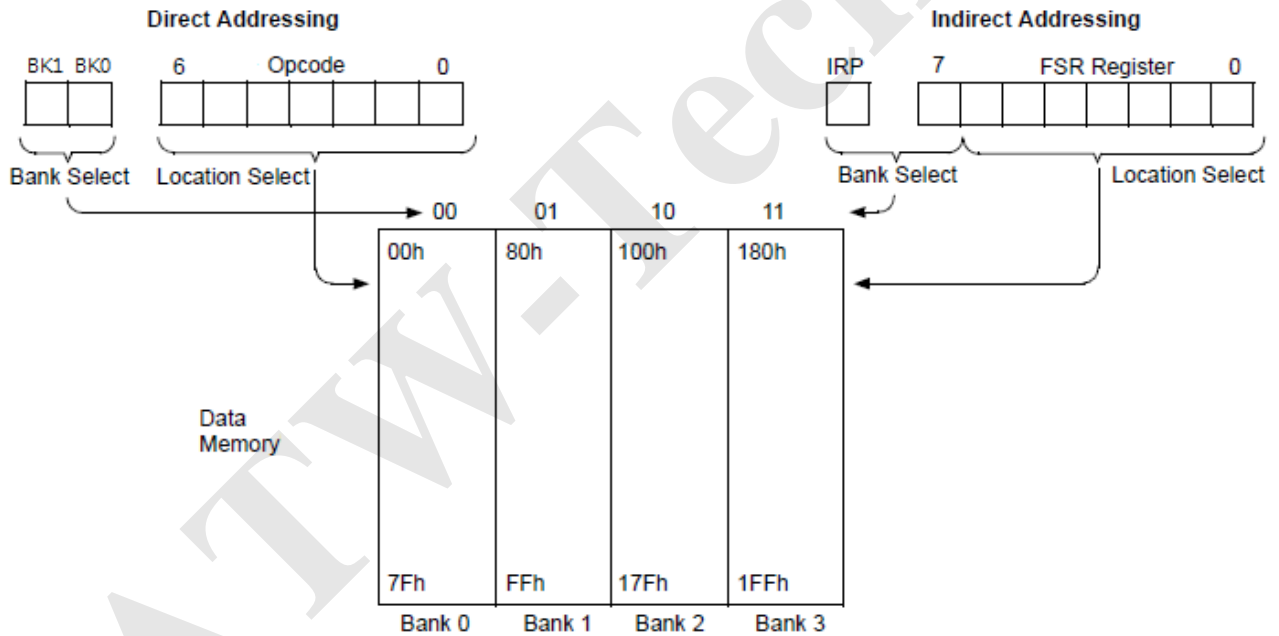 Direct Addressing
Indirect Addressing
BK1 BK0
6 Opcode 0
IRP
7 FSR Register 0
Bank Select
Location Select
Bank Select
Location Select
00 01 10 11
00h 80h 100h 180h
Data
Memory
7Fh FFh 17Fh 1FFh
Bank 0 Bank 1 Bank 2 Bank 3